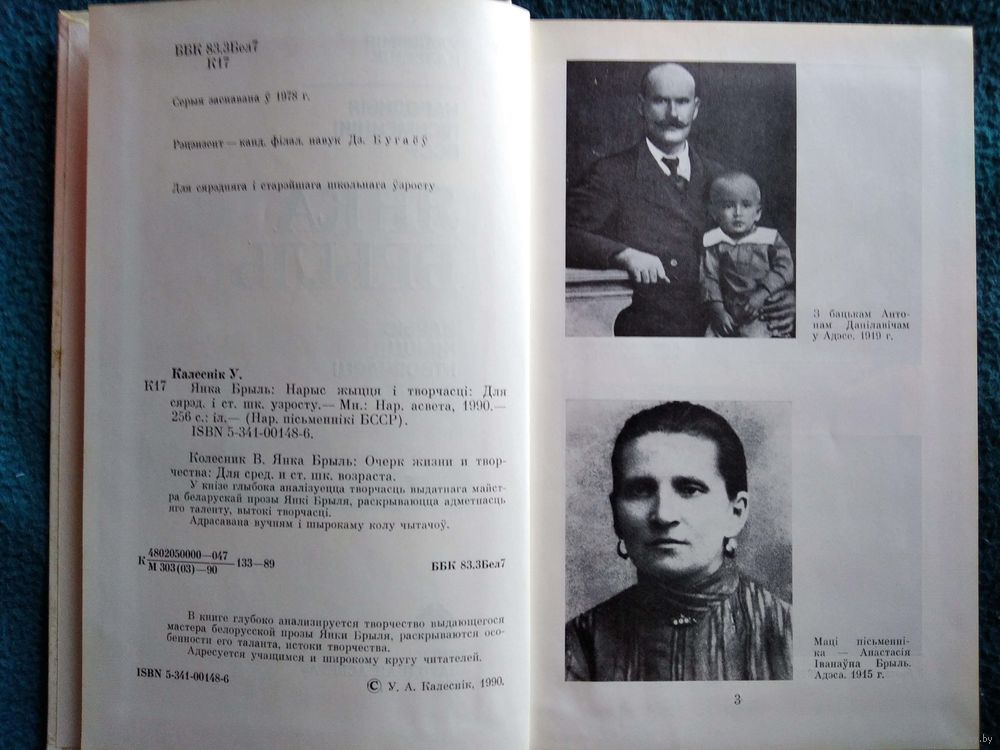 ББК 83.3Бел7
К17
Серыя заснавана ў 1978 г.
Рэцэнзент — канд. філал. навук Дз. Бугаёў
Для сярэдняга і старэйшага школьнага ўзросту
Калеснік У.
К17 Янка Брыль: Нарыс жыцця і творчасці: Для
сярэд. і ст. шк. узросту.— Мн.: Нар. асвета, 1990.—
256 с.: іл.— (Нар. пісьменнікі БССР).
ISBN 5-341-00148-6.
Колесник В. Янка Брыль: Очерк жизни и твор-
чества: Для сред. и ст. шк. возраста.
У кнізе глыбока аналізуецца творчасць выдатнага майст-
ра беларускай прозы Янкі Брыля, раскрываюцца адметнасць
яго таленту, вытокі творчасці.
Адрасавана вучням і шырокаму колу чытачоў.
К 4802050000—047
М 303(03)—90 133—89 ББК 83.3Бел7
В книге глубоко анализируется творчество выдающегося
мастера белорусской прозы Янки Брыля, раскрываются осо-
бенности его таланта, истоки творчества.
Адресуется учащимся и широкому кругу читателей.
ISBN 5-341-00148-6
© У. А. Калеснік, 1990.
З бацькам Анто-
нам Данілавічам
у Адэсе. 1919 г.
Маці пісьменні-
ка — Анастасія
Іванаўна Брыль.
Адэса. 1915 г.
3